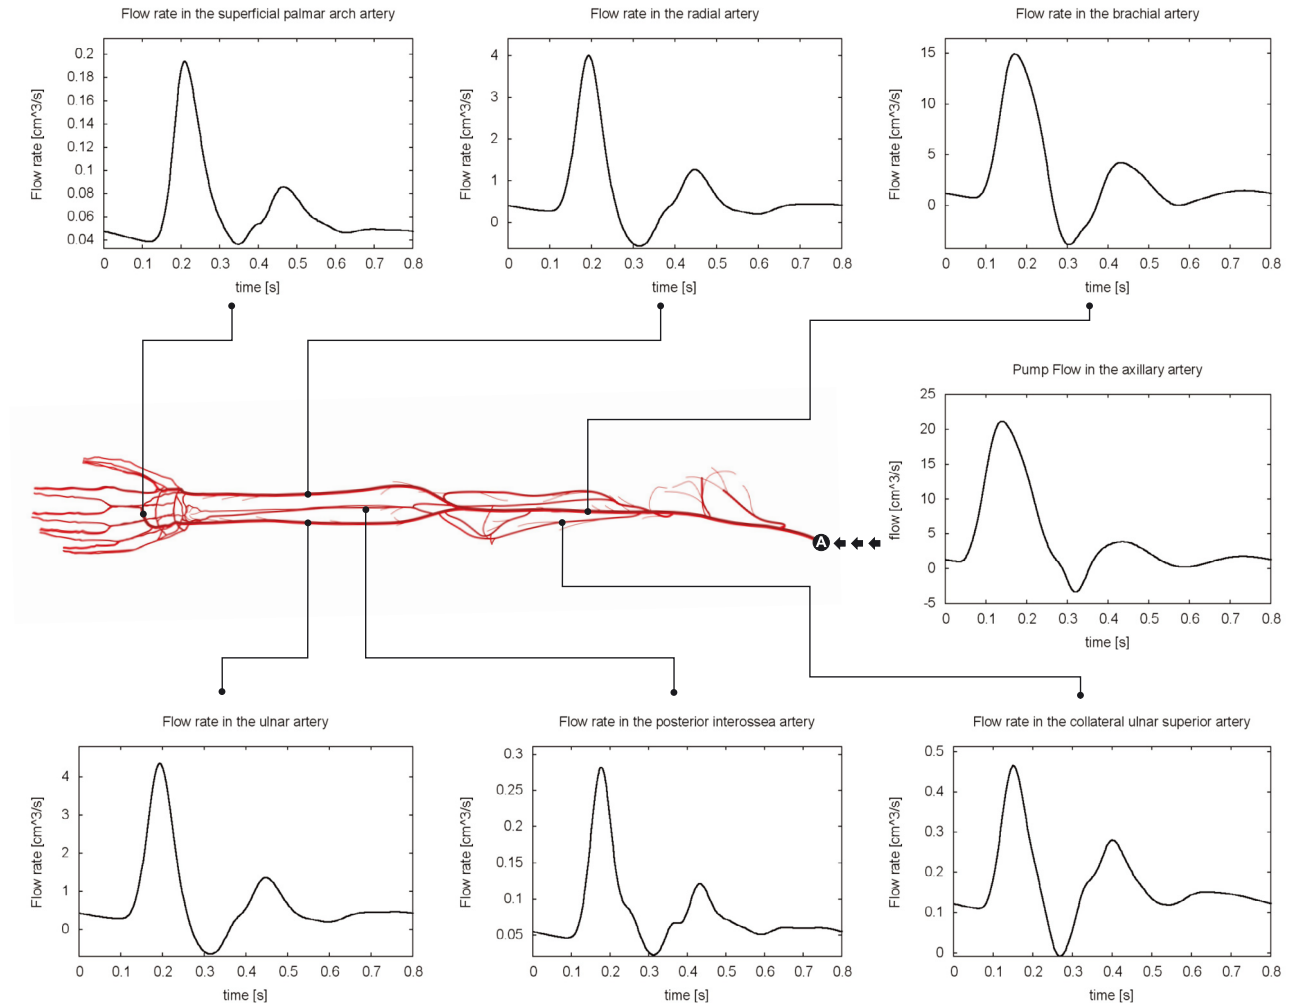 Flow rate in the superficial palmar arch artery
Flow rate [cm^3/s]
0.2
0.18
0.16
0.14
0.12
0.1
0.08
0.06
0.04
0 0.1 0.2 0.3 0.4 0.5 0.6 0.7 0.8
time [s]
Flow rate in the radial artery
Flow rate [cm^3/s]
4
3
2
1
0
0 0.1 0.2 0.3 0.4 0.5 0.6 0.7 0.8
time [s]
Flow rate in the brachial artery
Flow rate [cm^3/s]
15
10
5
0
0 0.1 0.2 0.3 0.4 0.5 0.6 0.7 0.8
time [s]
Pump Flow in the axillary artery
flow [cm^3/s]
25
20
15
10
5
0
-5
0 0.1 0.2 0.3 0.4 0.5 0.6 0.7 0.8
time [s]
A
Flow rate in the ulnar artery
Flow rate [cm^3/s]
4
3
2
1
0
0 0.1 0.2 0.3 0.4 0.5 0.6 0.7 0.8
time [s]
Flow rate in the posterior interossea artery
Flow rate [cm^3/s]
0.3
0.25
0.2
0.15
0.1
0.05
0 0.1 0.2 0.3 0.4 0.5 0.6 0.7 0.8
time [s]
Flow rate in the collateral ulnar superior artery
Flow rate [cm^3/s]
0.5
0.4
0.3
0.2
0.1
0
0 0.1 0.2 0.3 0.4 0.5 0.6 0.7 0.8
time [s]